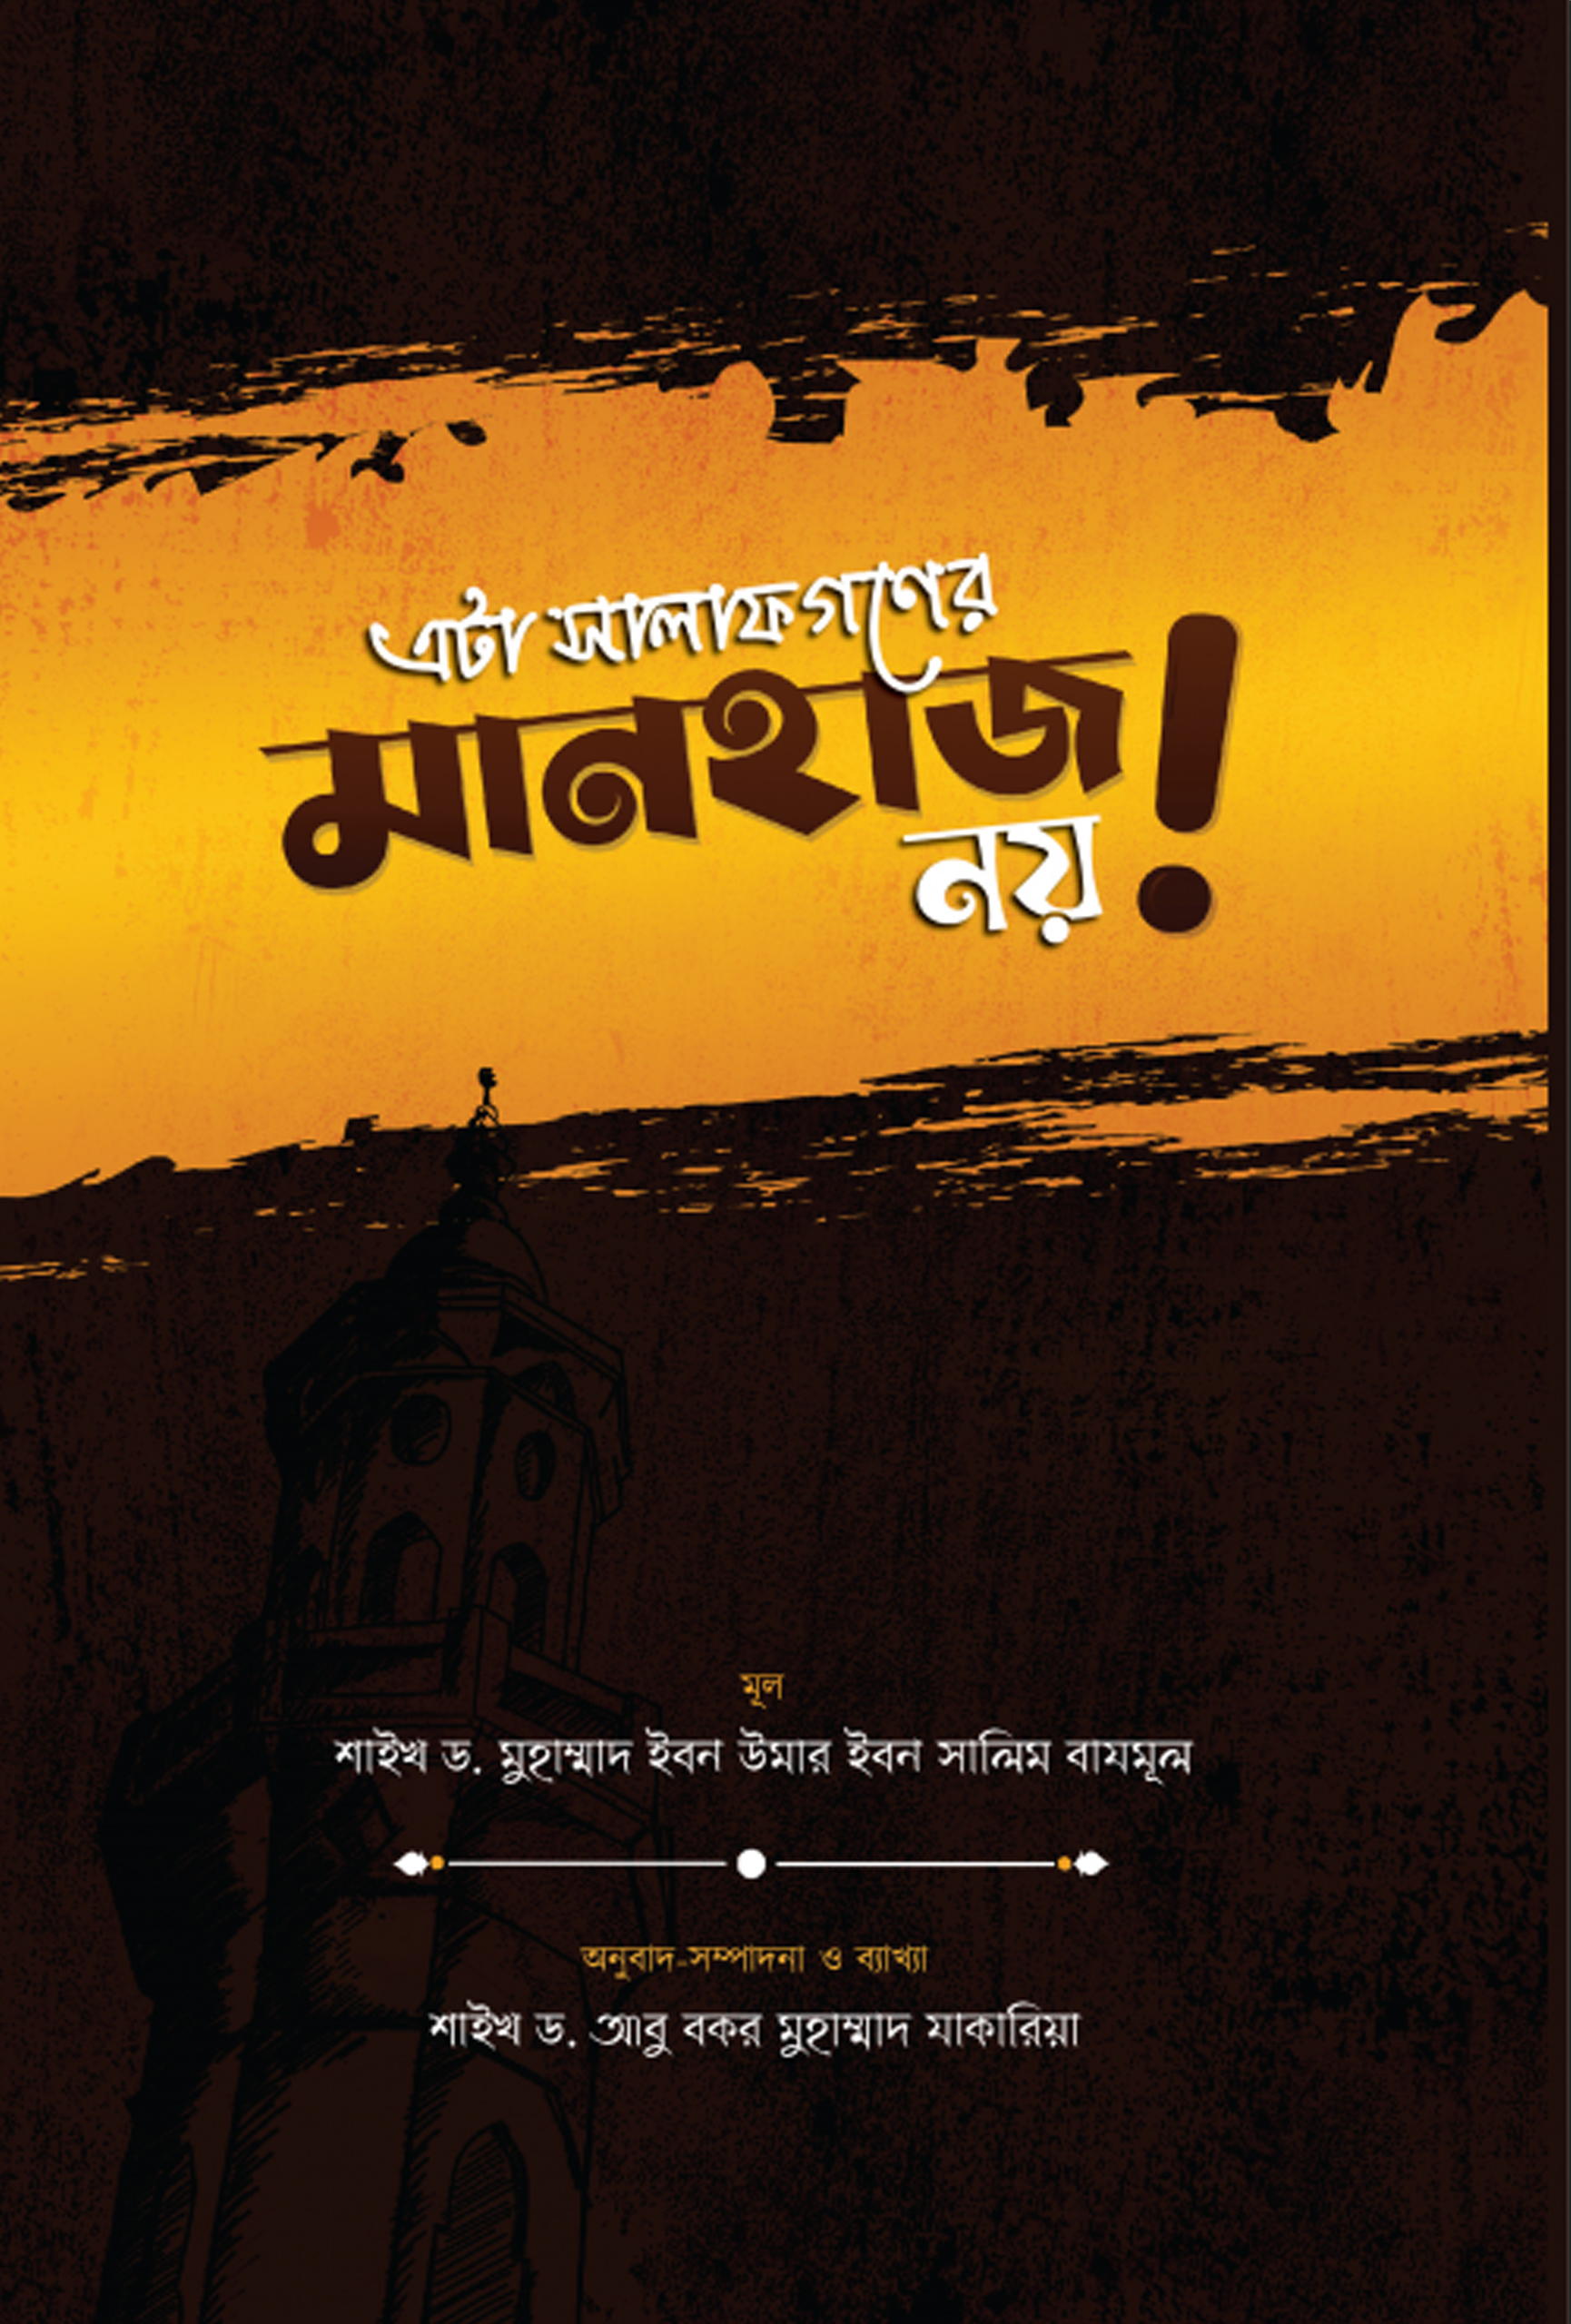 এটা সালাফগণের
মানহাজ
নয়!
মূল
শাইখ ড. মুহাম্মাদ ইবন উমার ইবন সালিম বাযমূল
অনুবাদ-সম্পাদনা ও ব্যাখ্যা
শাইখ ড. আবু বকর মুহাম্মাদ যাকারিয়া